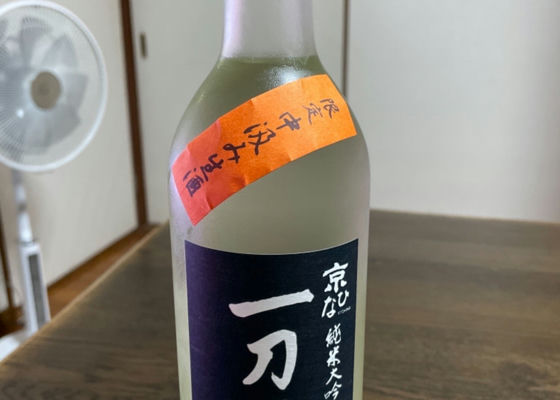 限定中汲み生酒
京ひな 純米大吟
一刀